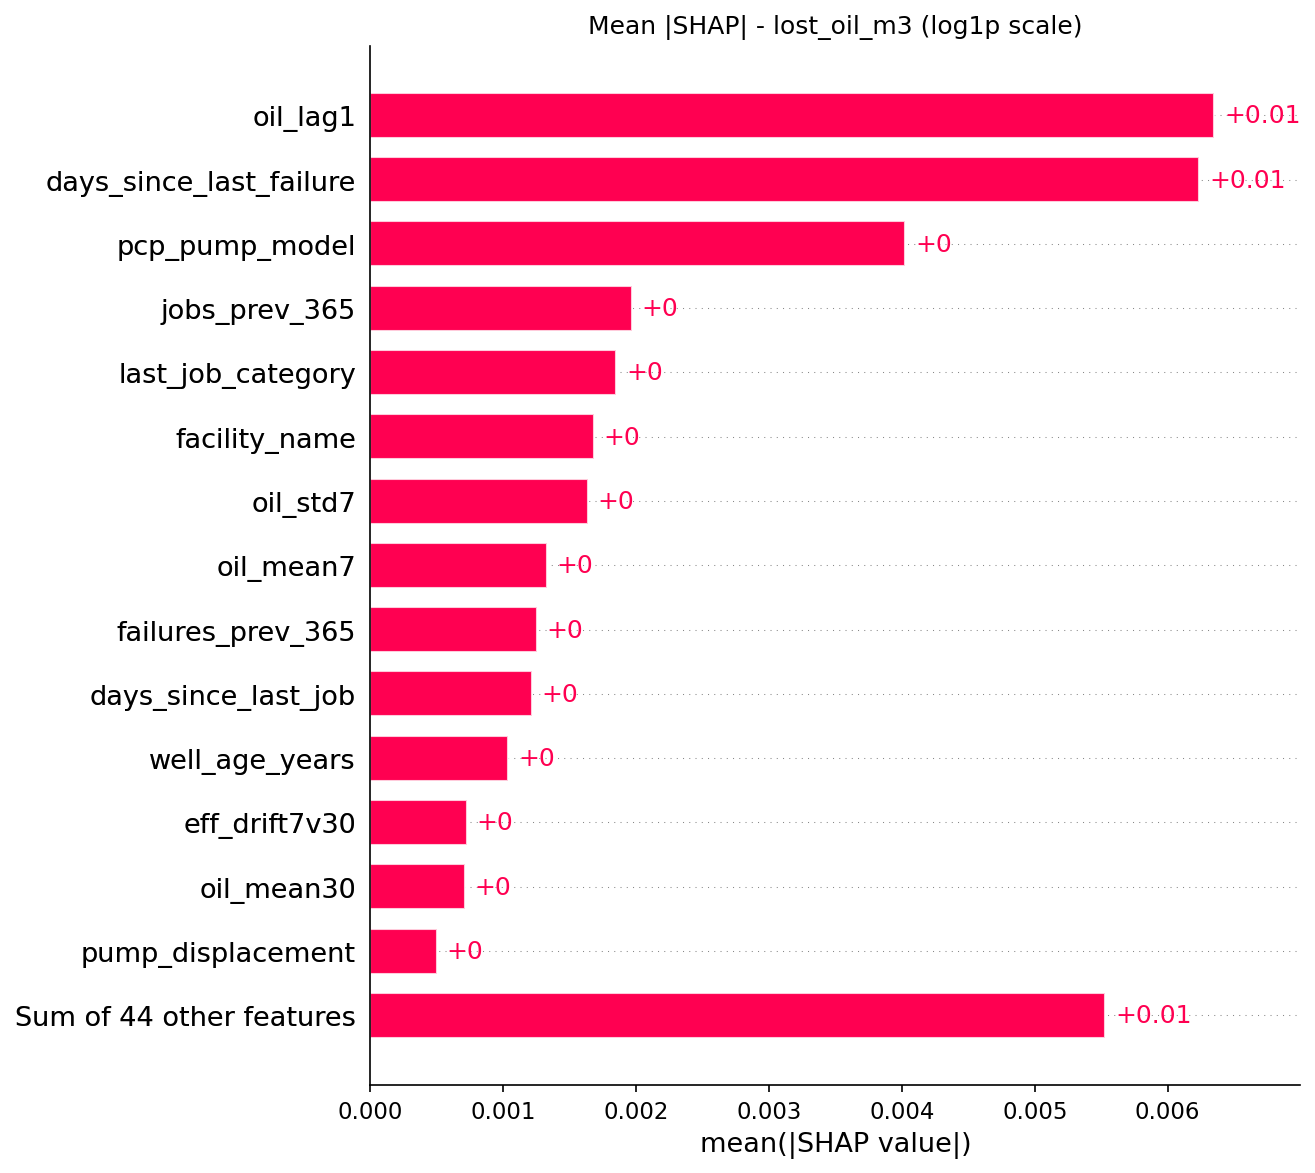 Mean |SHAP| - lost_oil_m3 (log1p scale)
oil_lag1 +0.01
days_since_last_failure +0.01
pcp_pump_model +0
jobs_prev_365 +0
last_job_category +0
facility_name +0
oil_std7 +0
oil_mean7 +0
failures_prev_365 +0
days_since_last_job +0
well_age_years +0
eff_drift7v30 +0
oil_mean30 +0
pump_displacement +0
Sum of 44 other features +0.01
0.000 0.001 0.002 0.003 0.004 0.005 0.006
mean(|SHAP value|)